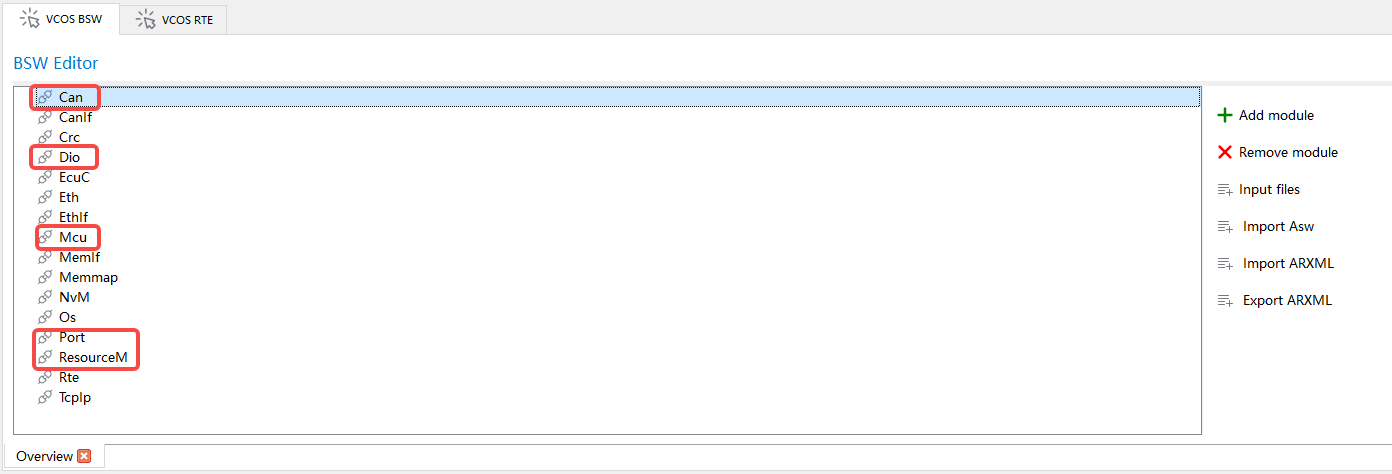 VCOS BSW
VCOS RTE
BSW Editor
Can
CanIf
Crc
Dio
EcuC
Eth
EthIf
Mcu
MemIf
Memmap
NvM
Os
Port
ResourceM
Rte
TcpIp
Add module
Remove module
Input files
Import Asw
Import ARXML
Export ARXML
Overview